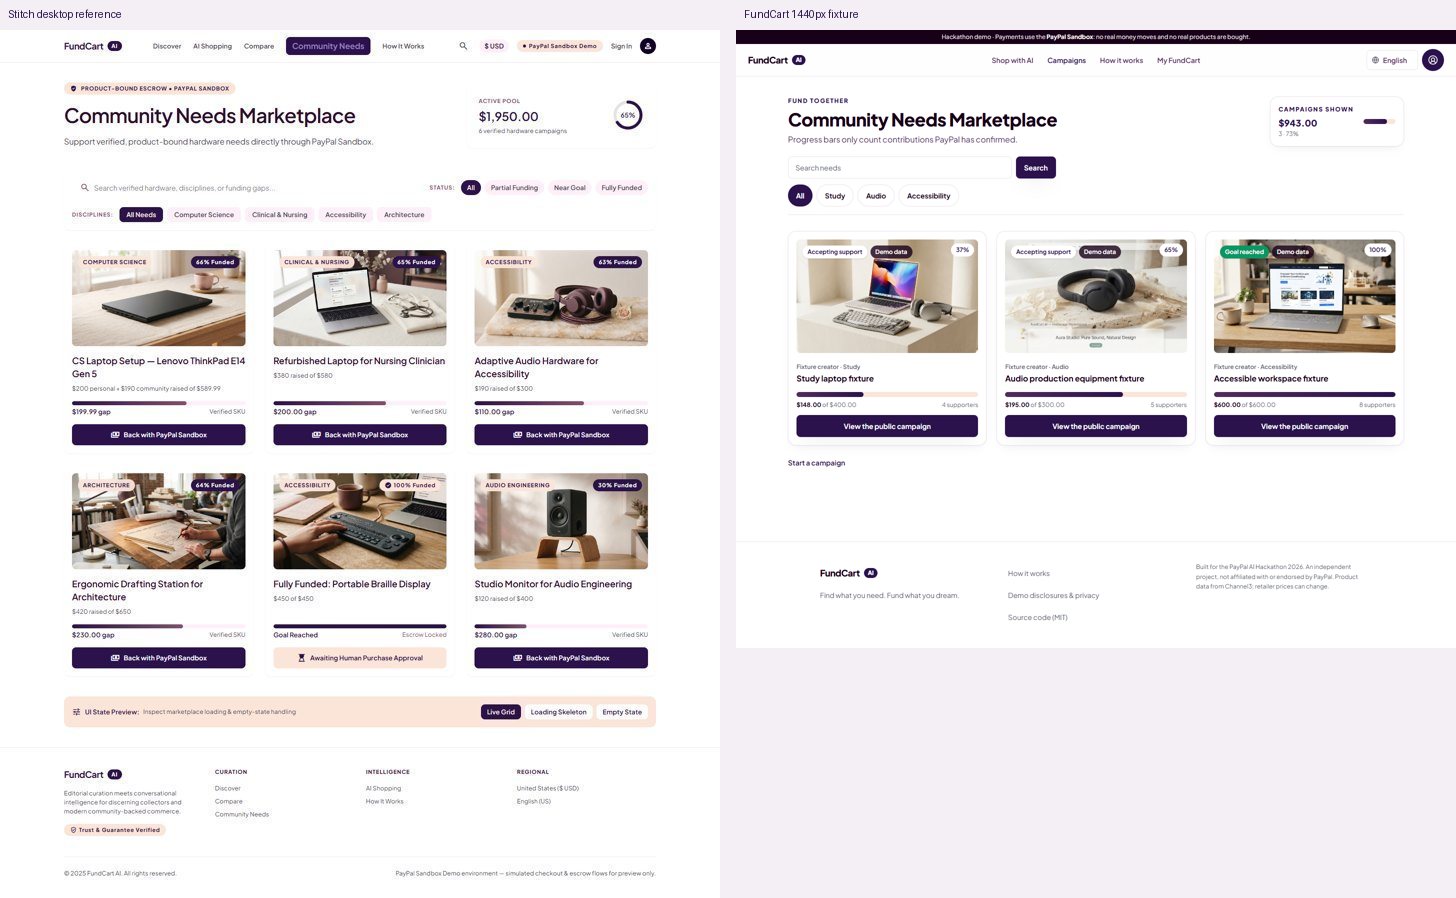 Stitch desktop reference
FundCart AI
Discover AI Shopping Compare Community Needs How It Works
$ USD PayPal Sandbox Demo Sign In
PRODUCT-BOUND ESCROW • PAYPAL SANDBOX
Community Needs Marketplace
Support verified, product-bound hardware needs directly through PayPal Sandbox.
ACTIVE POOL
$1,950.00
6 verified hardware campaigns
65%
Search verified hardware, disciplines, or funding gaps...
STATUS: All Partial Funding Near Goal Fully Funded
DISCIPLINES: All Needs Computer Science Clinical & Nursing Accessibility Architecture
COMPUTER SCIENCE 66% Funded
CS Laptop Setup — Lenovo ThinkPad E14
Gen 5
$200 personal + $190 community raised of $589.99
$199.99 gap Verified SKU
Back with PayPal Sandbox
CLINICAL & NURSING 65% Funded
Refurbished Laptop for Nursing Clinician
$380 raised of $580
$200.00 gap Verified SKU
Back with PayPal Sandbox
ACCESSIBILITY 63% Funded
Adaptive Audio Hardware for
Accessibility
$190 raised of $300
$110.00 gap Verified SKU
Back with PayPal Sandbox
ARCHITECTURE 64% Funded
Ergonomic Drafting Station for
Architecture
$420 raised of $650
$230.00 gap Verified SKU
Back with PayPal Sandbox
ACCESSIBILITY 100% Funded
Fully Funded: Portable Braille Display
$450 of $450
Goal Reached Escrow Locked
Awaiting Human Purchase Approval
AUDIO ENGINEERING 30% Funded
Studio Monitor for Audio Engineering
$120 raised of $400
$280.00 gap Verified SKU
Back with PayPal Sandbox
UI State Preview: Inspect marketplace loading & empty-state handling
Live Grid Loading Skeleton Empty State
FundCart AI
Editorial curation meets conversational
intelligence for discerning collectors and
modern community-backed commerce.
Trust & Guarantee Verified
CURATION
Discover
Compare
Community Needs
INTELLIGENCE
AI Shopping
How It Works
REGIONAL
United States ($ USD)
English (US)
© 2025 FundCart AI. All rights reserved.
PayPal Sandbox Demo environment — simulated checkout & escrow flows for preview only.
FundCart 1440px fixture
Hackathon demo · Payments use the PayPal Sandbox: no real money moves and no real products are bought.
FundCart AI
Shop with AI Campaigns How it works My FundCart
English
FUND TOGETHER
Community Needs Marketplace
Progress bars only count contributions PayPal has confirmed.
CAMPAIGNS SHOWN
$943.00
3 · 73%
Search needs
Search
All Study Audio Accessibility
Accepting support Demo data 37%
Fixture creator · Study
Study laptop fixture
$148.00 of $400.00 4 supporters
View the public campaign
Accepting support Demo data 65%
Aura Studio: Pure Sound, Natural Design
Fixture creator · Audio
Audio production equipment fixture
$195.00 of $300.00 5 supporters
View the public campaign
Goal reached Demo data 100%
Fixture creator · Accessibility
Accessible workspace fixture
$600.00 of $600.00 8 supporters
View the public campaign
Start a campaign
FundCart AI
Find what you need. Fund what you dream.
How it works
Demo disclosures & privacy
Source code (MIT)
Built for the PayPal AI Hackathon 2026. An independent
project, not affiliated with or endorsed by PayPal. Product
data from Channel3; retailer prices can change.